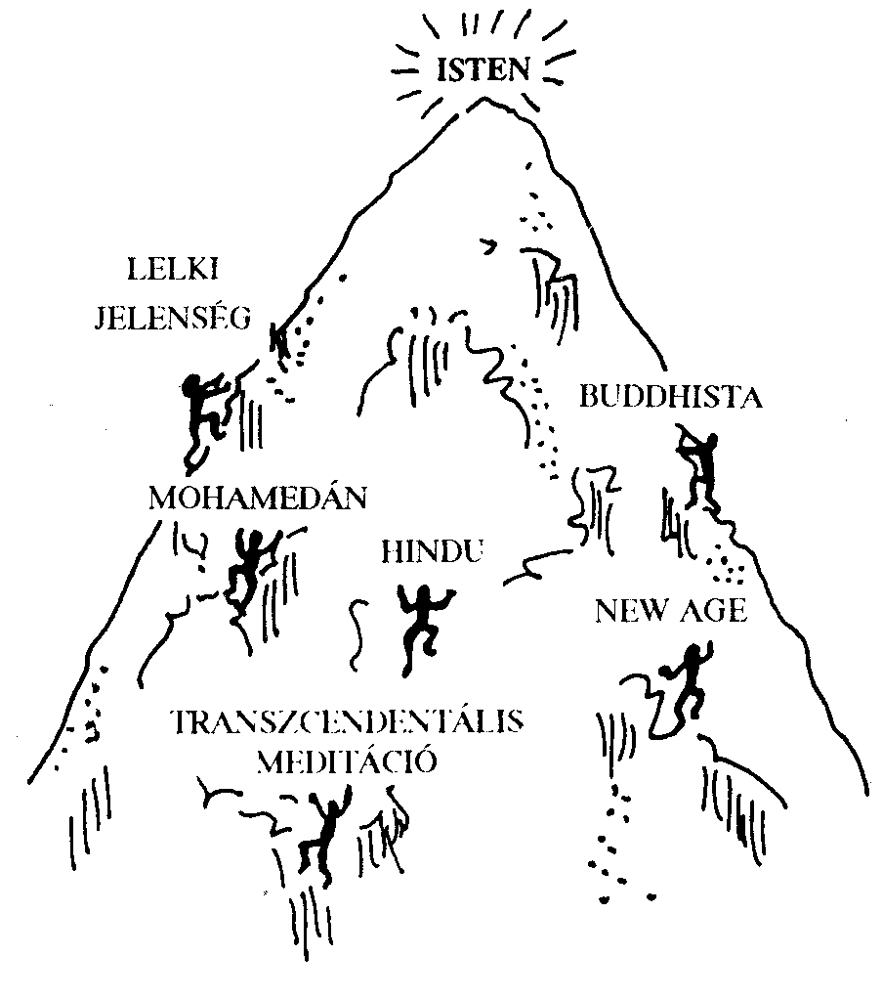 ISTEN
LELKI
JELENSÉG
BUDDHISTA
MOHAMEDÁN
HINDU
NEW AGE
TRANSZCENDENTÁLIS
MEDITÁCIÓ